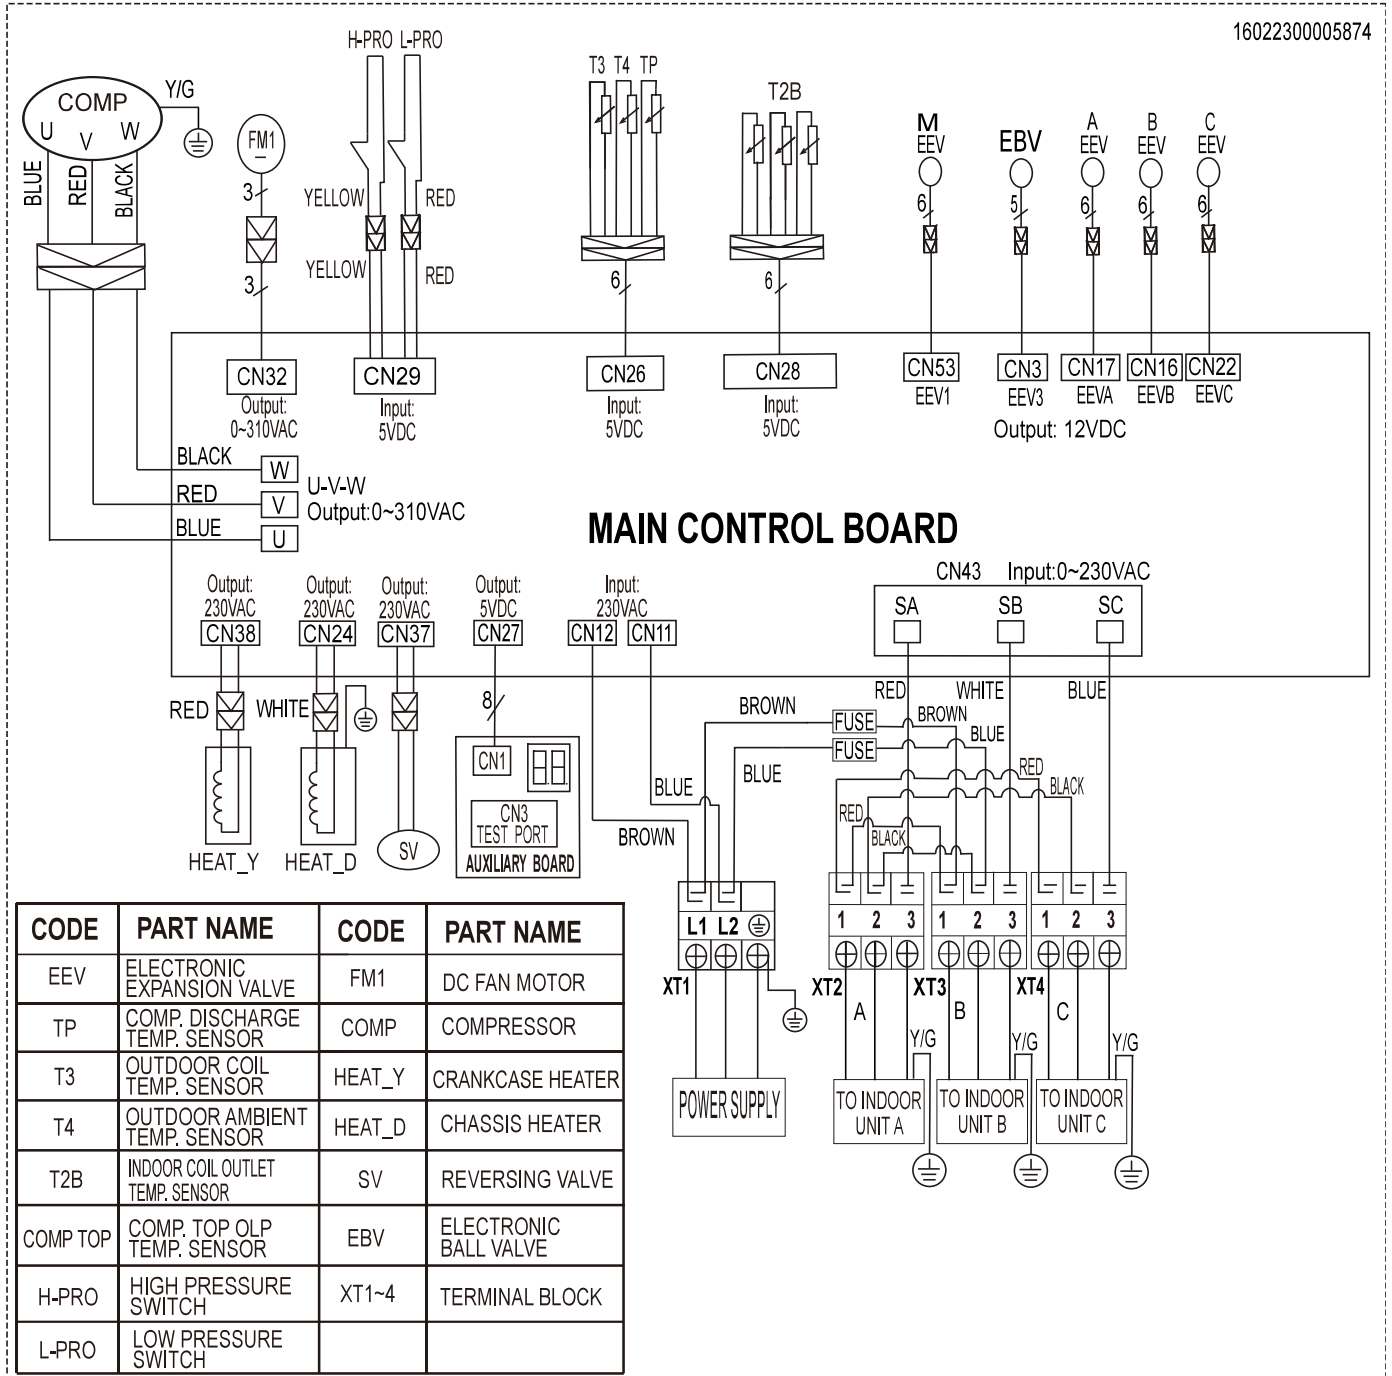 16022300005874
H-PRO L-PRO
T3 T4 TP
T2B
M
EEV
EBV
A
EEV
B
EEV
C
EEV
COMP
U V W
Y/G
FM1
BLUE
RED
BLACK
3
3
YELLOW
RED
YELLOW
RED
6
6
6
5
6
6
6
CN32
Output:
0~310VAC
CN29
Input:
5VDC
CN26
Input:
5VDC
CN28
Input:
5VDC
CN53
EEV1
CN3
EEV3
CN17
EEVA
CN16
EEVB
CN22
EEVC
Output: 12VDC
BLACK
W
RED
V
BLUE
U
U-V-W
Output:0~310VAC
MAIN CONTROL BOARD
Output:
230VAC
CN38
Output:
230VAC
CN24
Output:
230VAC
CN37
Output:
5VDC
CN27
Input:
230VAC
CN12 CN11
CN43 Input:0~230VAC
SA SB SC
RED
WHITE
8
CN1
CN3
TEST PORT
AUXILIARY BOARD
HEAT_Y
HEAT_D
SV
RED
WHITE
BLUE
BROWN
FUSE
BROWN
FUSE
BLUE
BLUE
BLUE
BROWN
RED
BLACK
RED
BLACK
L1 L2
XT1
1 2 3
XT2
1 2 3
XT3
1 2 3
XT4
A
B
C
Y/G
Y/G
Y/G
POWER SUPPLY
TO INDOOR
UNIT A
TO INDOOR
UNIT B
TO INDOOR
UNIT C
CODE PART NAME CODE PART NAME
EEV ELECTRONIC
EXPANSION VALVE FM1 DC FAN MOTOR
TP COMP. DISCHARGE
TEMP. SENSOR COMP COMPRESSOR
T3 OUTDOOR COIL
TEMP. SENSOR HEAT_Y CRANKCASE HEATER
T4 OUTDOOR AMBIENT
TEMP. SENSOR HEAT_D CHASSIS HEATER
T2B INDOOR COIL OUTLET
TEMP. SENSOR SV REVERSING VALVE
COMP TOP COMP. TOP OLP
TEMP. SENSOR EBV ELECTRONIC
BALL VALVE
H-PRO HIGH PRESSURE
SWITCH XT1~4 TERMINAL BLOCK
L-PRO LOW PRESSURE
SWITCH